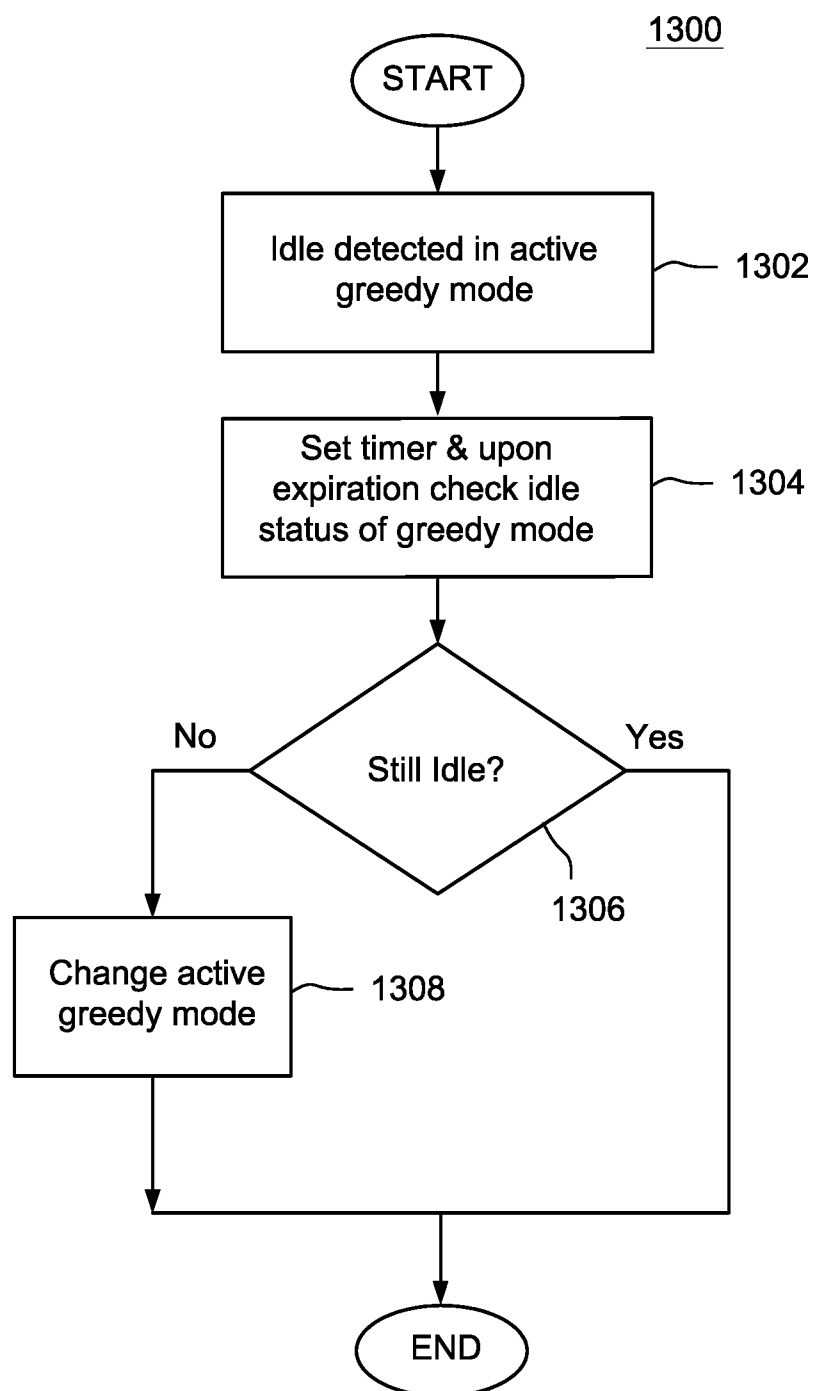 1300
START
Idle detected in active
greedy mode
1302
Set timer & upon
expiration check idle
status of greedy mode
1304
No
Yes
Still Idle?
1306
Change active
greedy mode
1308
END